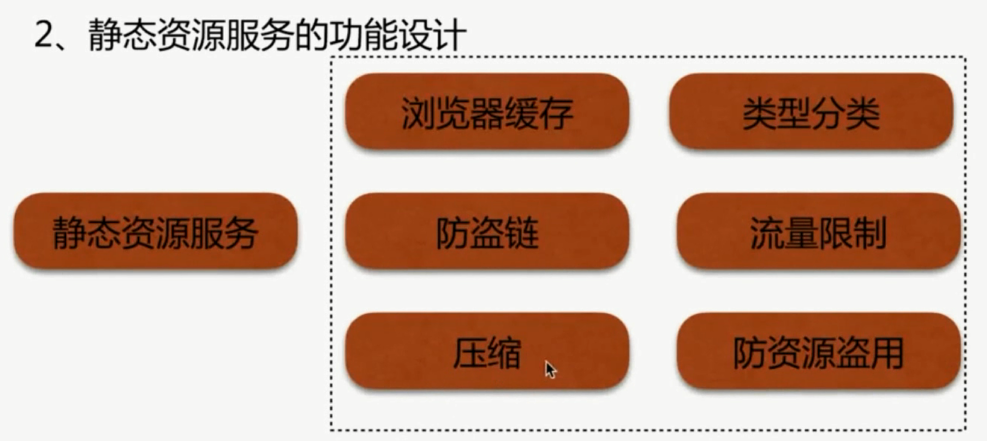 2、静态资源服务的功能设计
浏览器缓存
类型分类
静态资源服务
防盗链
流量限制
压缩
防资源盗用